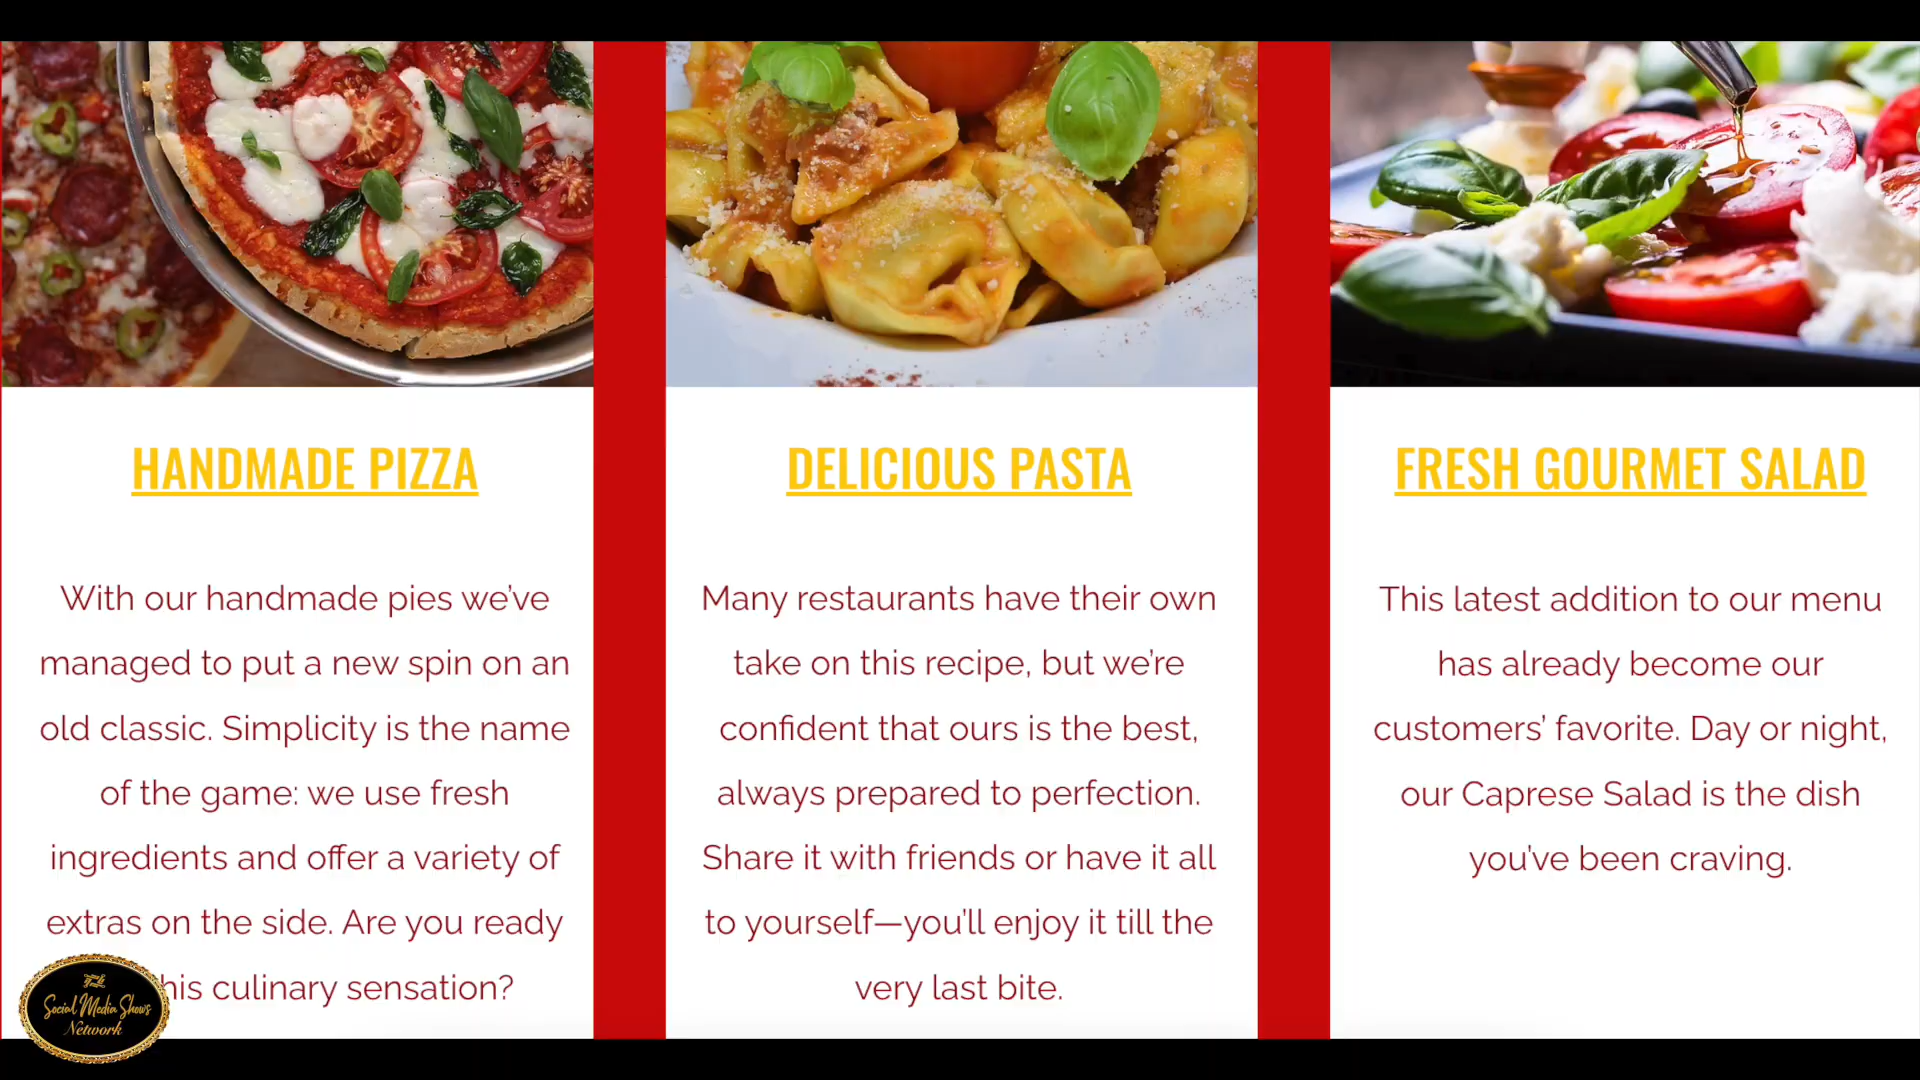 HANDMADE PIZZA
With our handmade pies we've
managed to put a new spin on an
old classic. Simplicity is the name
of the game: we use fresh
ingredients and offer a variety of
extras on the side. Are you ready
his culinary sensation?
DELICIOUS PASTA
Many restaurants have their own
take on this recipe, but we're
confident that ours is the best,
always prepared to perfection.
Share it with friends or have it all
to yourself—you'll enjoy it till the
very last bite.
FRESH GOURMET SALAD
This latest addition to our menu
has already become our
customers' favorite. Day or night,
our Caprese Salad is the dish
you've been craving.
Social Media Shows
Network